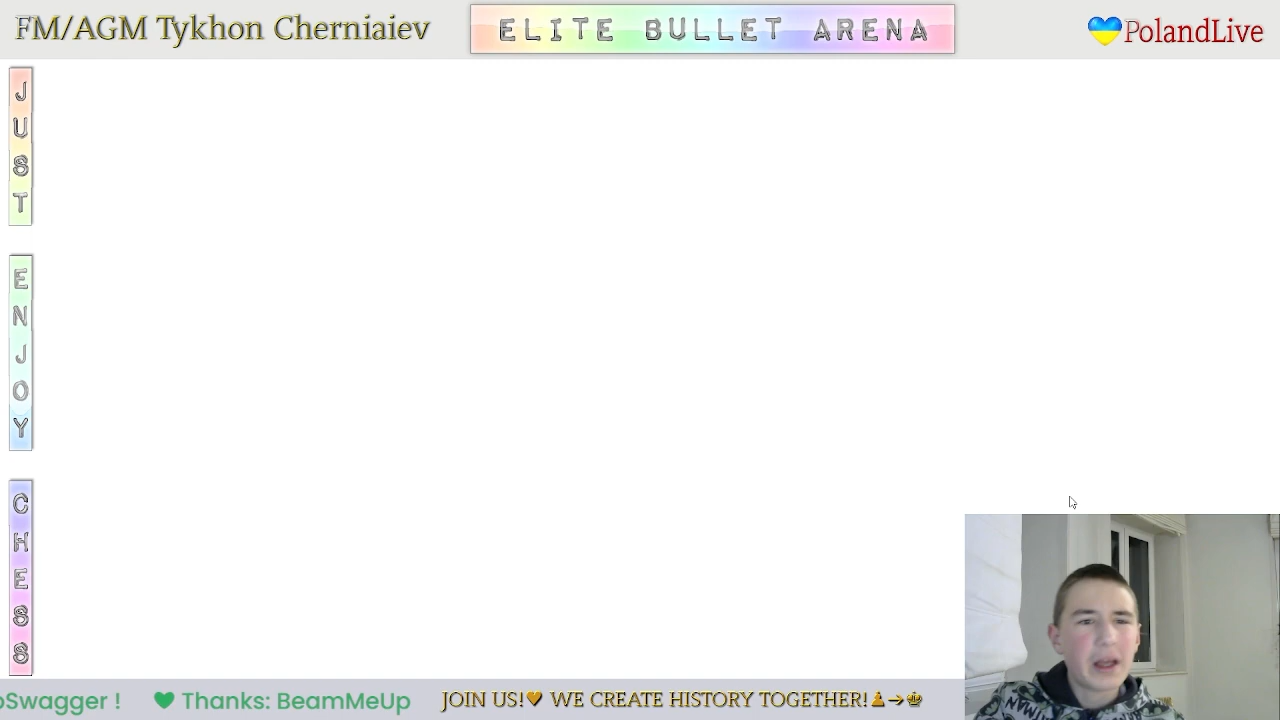 FM/AGM Tykhon Cherniaiev
ELITE BULLET ARENA
💙PolandLive
JUST
ENJOY
CHESS
Swagger !
💚 Thanks: BeamMeUp
JOIN US!🧡 WE CREATE HISTORY TOGETHER!♟➔♚
BATMAN